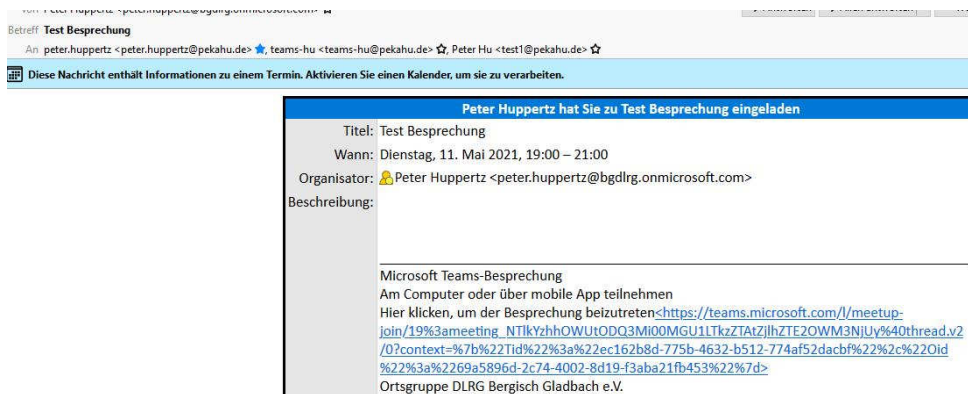 Betreff Test Besprechung
An peter.huppertz <peter.huppertz@pekahu.de>, teams-hu <teams-hu@pekahu.de>, Peter Hu <test1@pekahu.de>
Diese Nachricht enthält Informationen zu einem Termin. Aktivieren Sie einen Kalender, um sie zu verarbeiten.
Peter Huppertz hat Sie zu Test Besprechung eingeladen
Titel: Test Besprechung
Wann: Dienstag, 11. Mai 2021, 19:00 – 21:00
Organisator: Peter Huppertz <peter.huppertz@bgdlrg.onmicrosoft.com>
Beschreibung:
Microsoft Teams-Besprechung
Am Computer oder über mobile App teilnehmen
Hier klicken, um der Besprechung beizutreten<https://teams.microsoft.com/l/meetup-
join/19%3ameeting_NTlkYzhhOWUtODQ3Mi00MGU1LTkzZTAtZjlhZTE2OWM3NjUy%40thread.v2
/0?context=%7b%22Tid%22%3a%22ec162b8d-775b-4632-b512-774af52dacbf%22%2c%22Oid
%22%3a%2269a5896d-2c74-4002-8d19-f3aba21fb453%22%7d>
Ortsgruppe DLRG Bergisch Gladbach e.V.